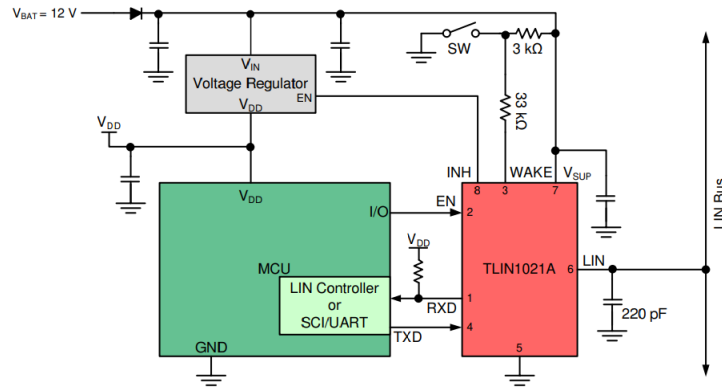 VBAT = 12 V
SW
3 kΩ
VIN
Voltage Regulator
EN
VDD
33 kΩ
VDD
INH
WAKE
VSUP
8
3
7
VDD
I/O
EN
2
VDD
MCU
TLIN1021A
LIN
6
LIN Bus
LIN Controller
or
SCI/UART
RXD
1
TXD
4
220 pF
GND
5